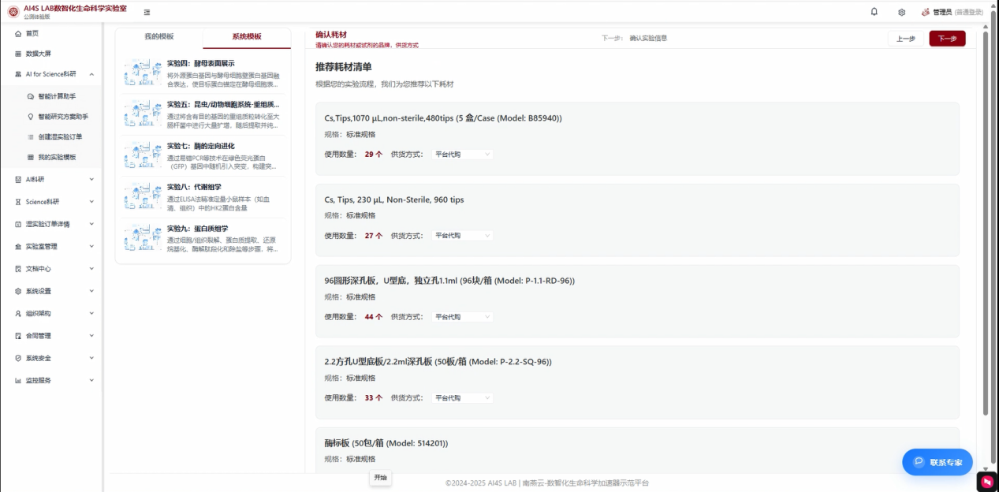 AI4S LAB数智化生命科学实验室
公测体验版
管理员 (普通登录)
首页
数据大屏
AI for Science科研
智能计算助手
智能研究方案助手
创建湿实验订单
我的实验模板
AI科研
Science科研
湿实验订单详情
实验室管理
文档中心
系统设置
组织架构
合同管理
系统安全
监控服务
我的模板
系统模板
实验四：酵母表面展示
将外源蛋白基因与酵母细胞壁蛋白基因融
合表达，使目标蛋白锚定在酵母细胞表...
实验五：昆虫/动物细胞系统-重组质...
通过将含有目的基因的重组质粒转化至大
肠杆菌中进行大量扩增，随后提取并纯...
实验七：酶的定向进化
通过易错PCR等技术在绿色荧光蛋白
（GFP）基因中随机引入突变，构建突...
实验八：代谢组学
通过ELISA法精准定量小鼠样本（如血
清、组织）中的HK2蛋白含量
实验九：蛋白质组学
通过细胞/组织裂解、蛋白质提取、还原
烷基化、酶解肽段化和除盐等步骤，将...
确认耗材
请确认您的耗材或试剂的品牌、供货方式
下一步： 确认实验信息
上一步
下一步
推荐耗材清单
根据您的实验流程，我们为您推荐以下耗材
Cs,Tips,1070 μL,non-sterile,480tips (5 盒/Case (Model: B85940))
规格：标准规格
使用数量： 29 个 供货方式： 平台代购
Cs, Tips, 230 μL, Non-Sterile, 960 tips
规格：标准规格
使用数量： 27 个 供货方式： 平台代购
96圆形深孔板，U型底，独立孔1.1ml (96块/箱 (Model: P-1.1-RD-96))
规格：标准规格
使用数量： 44 个 供货方式： 平台代购
2.2方孔U型底板/2.2ml深孔板 (50板/箱 (Model: P-2.2-SQ-96))
规格：标准规格
使用数量： 33 个 供货方式： 平台代购
酶标板 (50包/箱 (Model: 514201))
规格：标准规格
联系专家
开始
©2024-2025 AI4S LAB | 南燕云-数智化生命科学加速器示范平台